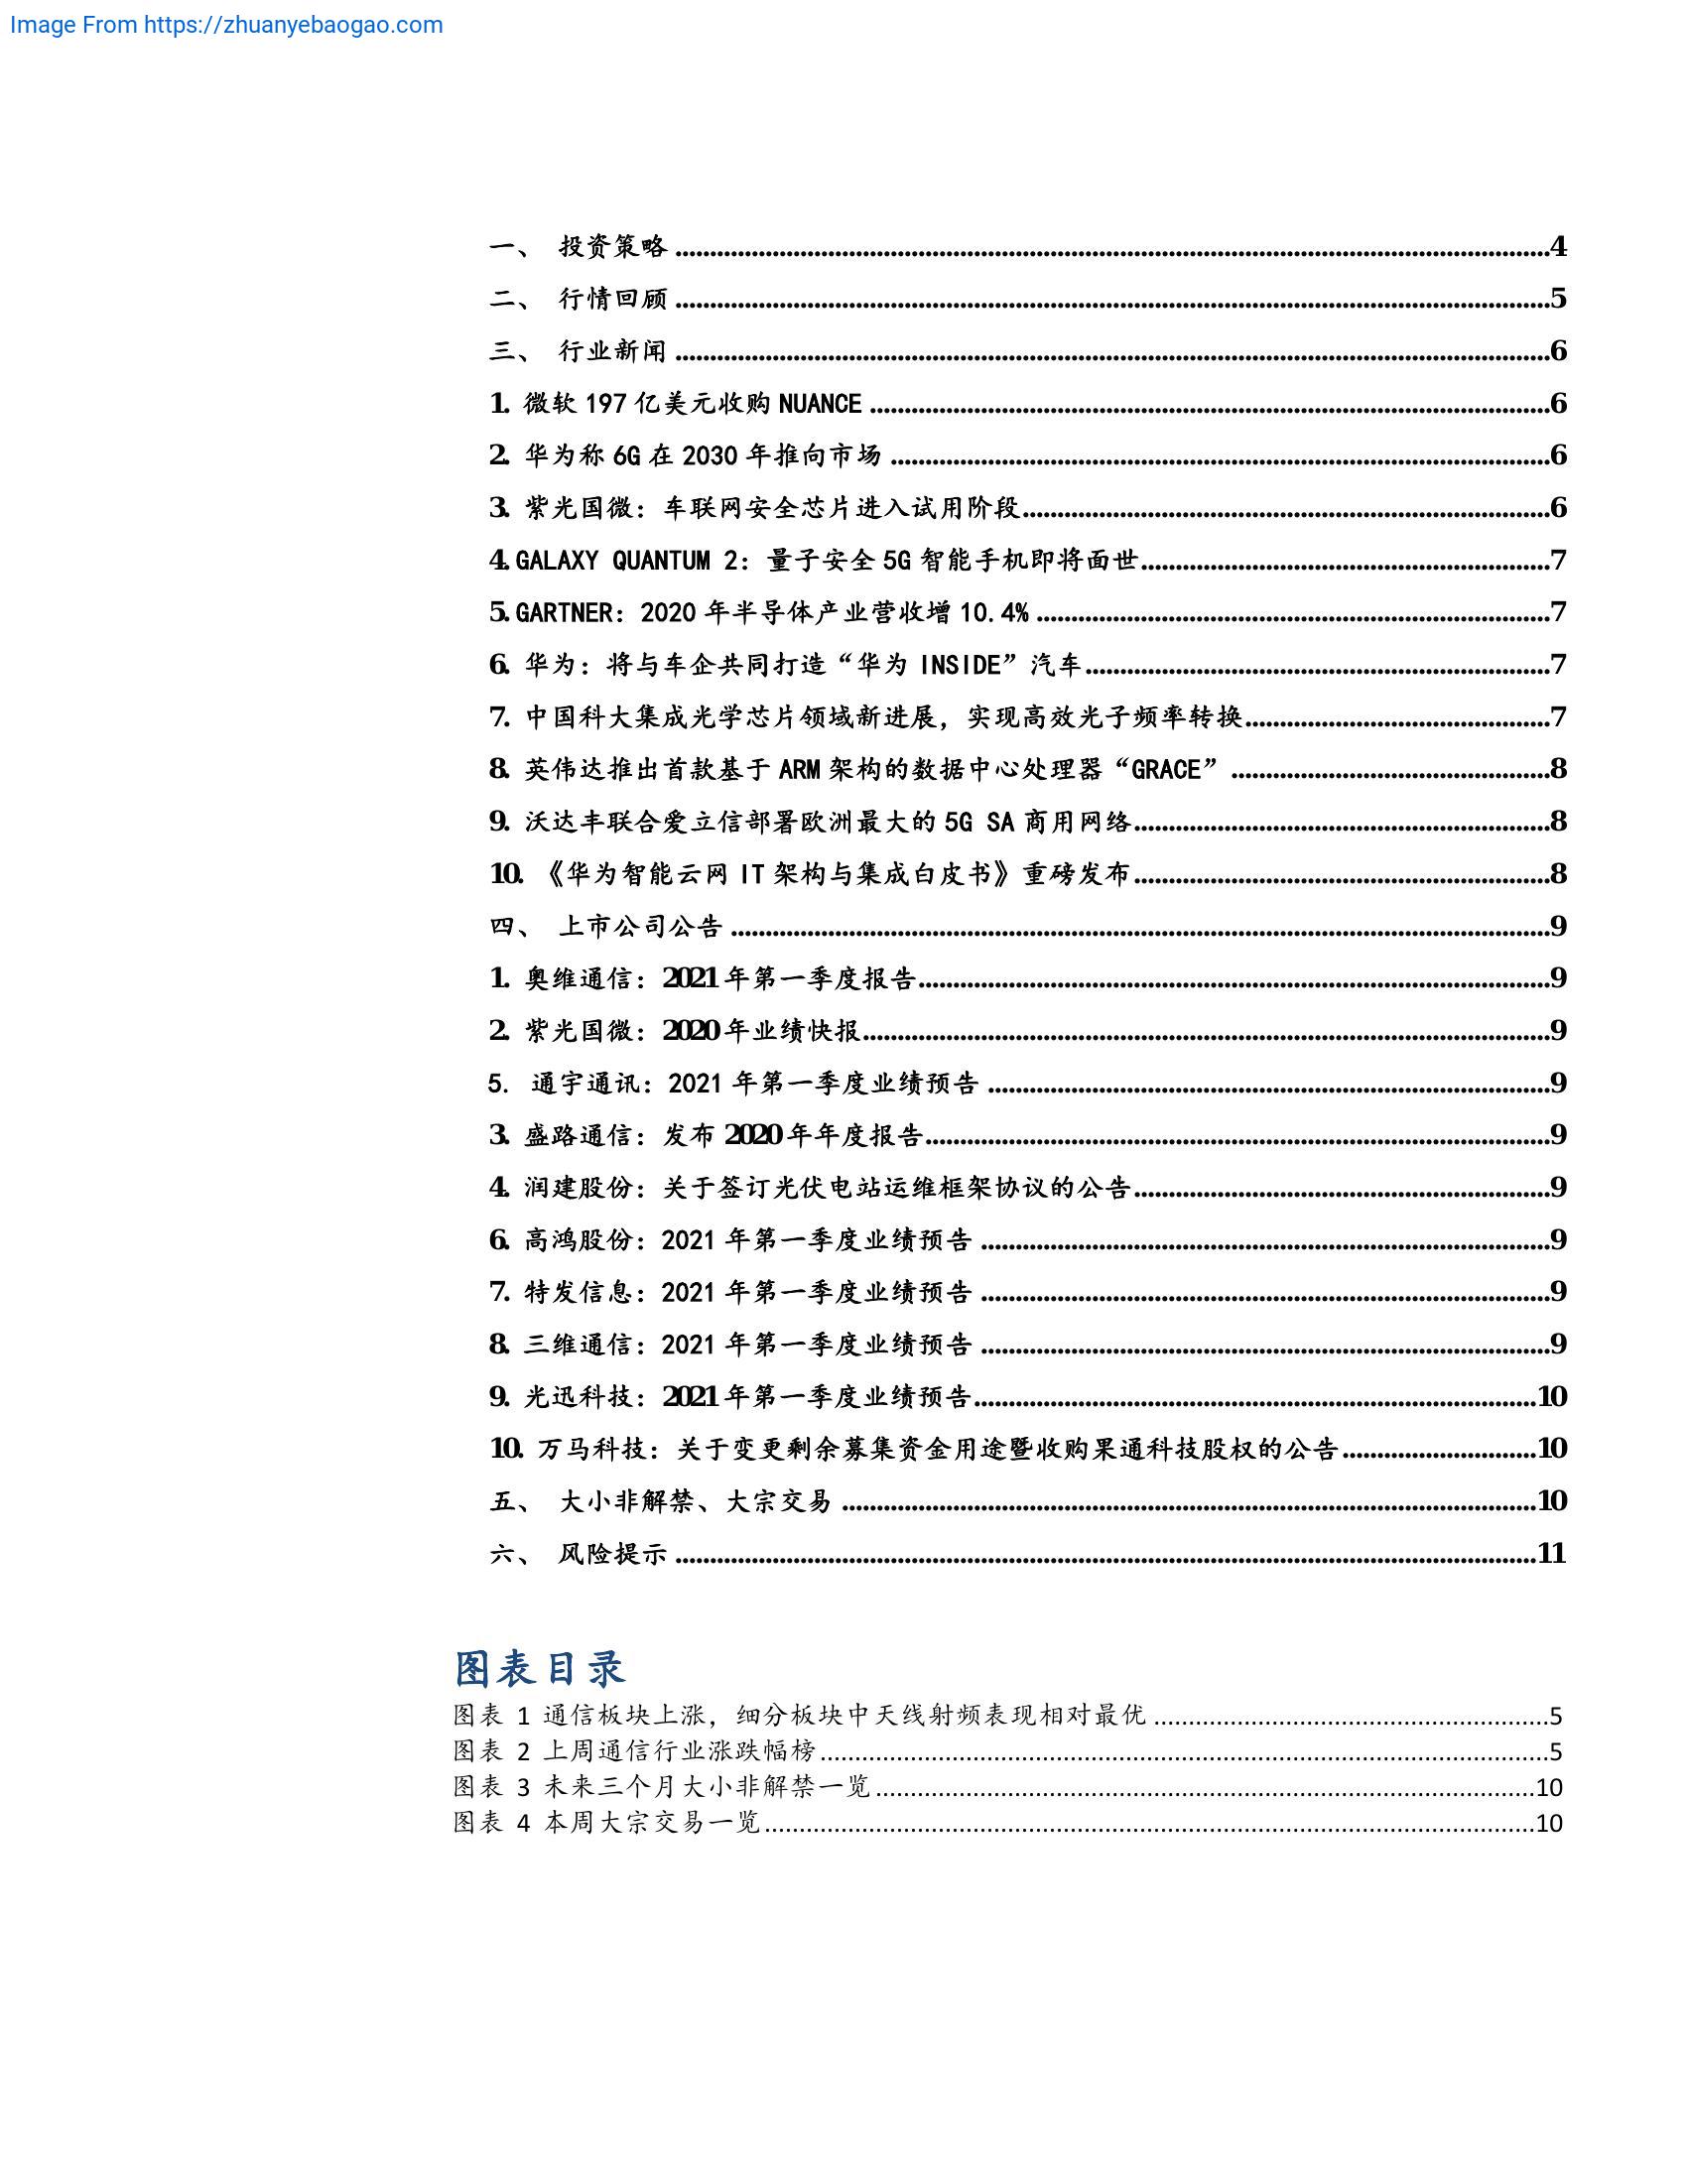 Image From https://zhuanyebaogao.com
一、 投资策略 ........................................................ 4
二、 行情回顾 ........................................................ 5
三、 行业新闻 ........................................................ 6
1. 微软 197 亿美元收购 NUANCE ........................................................ 6
2. 华为称 6G 在 2030 年推向市场 ........................................................ 6
3. 紫光国微：车联网安全芯片进入试用阶段 ........................................................ 6
4. GALAXY QUANTUM 2：量子安全 5G 智能手机即将面世 ........................................................ 7
5. GARTNER：2020 年半导体产业营收增 10.4% ........................................................ 7
6. 华为：将与车企共同打造“华为 INSIDE”汽车 ........................................................ 7
7. 中国科大集成光学芯片领域新进展，实现高效光子频率转换 ........................................................ 7
8. 英伟达推出首款基于 ARM 架构的数据中心处理器“GRACE” ........................................................ 8
9. 沃达丰联合爱立信部署欧洲最大的 5G SA 商用网络 ........................................................ 8
10. 《华为智能云网 IT 架构与集成白皮书》重磅发布 ........................................................ 8
四、 上市公司公告 ........................................................ 9
1. 奥维通信：2021 年第一季度报告 ........................................................ 9
2. 紫光国微：2020 年业绩快报 ........................................................ 9
5. 通宇通讯：2021 年第一季度业绩预告 ........................................................ 9
3. 盛路通信：发布 2020 年年度报告 ........................................................ 9
4. 润建股份：关于签订光伏电站运维框架协议的公告 ........................................................ 9
6. 高鸿股份：2021 年第一季度业绩预告 ........................................................ 9
7. 特发信息：2021 年第一季度业绩预告 ........................................................ 9
8. 三维通信：2021 年第一季度业绩预告 ........................................................ 9
9. 光迅科技：2021 年第一季度业绩预告 ........................................................ 10
10. 万马科技：关于变更剩余募集资金用途暨收购果通科技股权的公告 ........................................................ 10
五、 大小非解禁、大宗交易 ........................................................ 10
六、 风险提示 ........................................................ 11
图表目录
图表 1 通信板块上涨，细分板块中天线射频表现相对最优 ........................................................ 5
图表 2 上周通信行业涨跌幅榜 ........................................................ 5
图表 3 未来三个月大小非解禁一览 ........................................................ 10
图表 4 本周大宗交易一览 ........................................................ 10